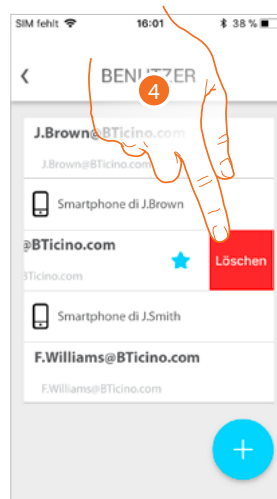 SIM fehlt 16:01 38 %
BENUTZER
4
J.Brown@BTicino.com
J.Brown@BTicino.com
Smartphone di J.Brown
@BTicino.com
Löschen
BTicino.com
Smartphone di J.Smith
F.Williams@BTicino.com
F.Williams@BTicino.com
+